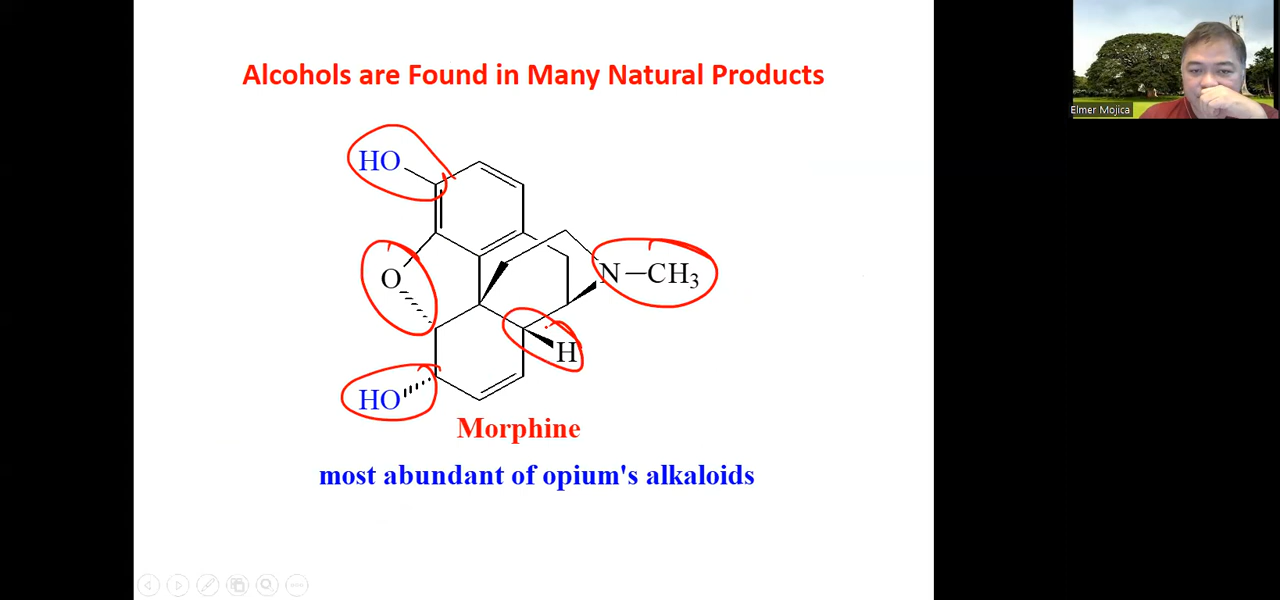 Alcohols are Found in Many Natural Products
Elmer Mojica
HO
O
N—CH3
H
HO
Morphine
most abundant of opium's alkaloids